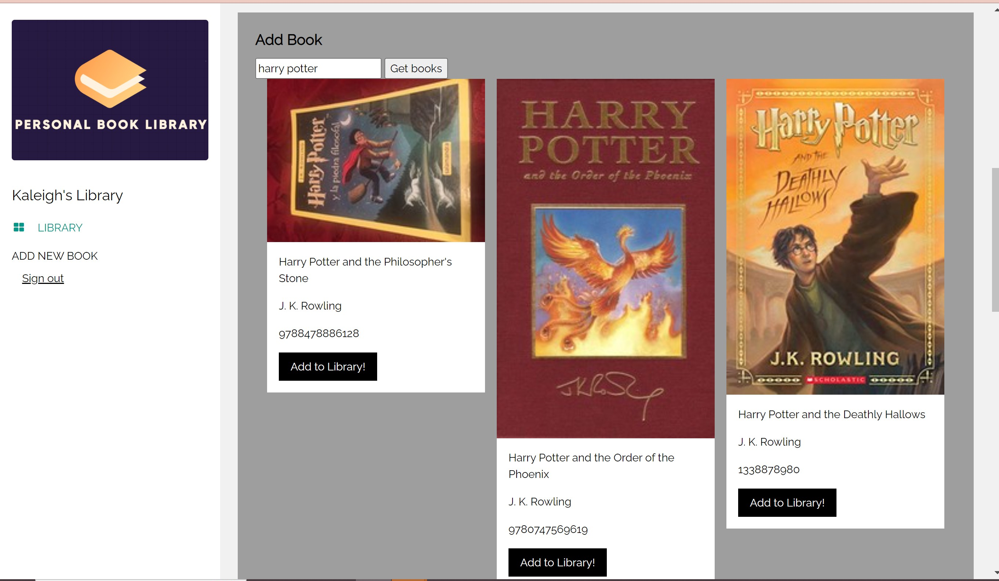 PERSONAL BOOK LIBRARY
Kaleigh's Library
LIBRARY
ADD NEW BOOK
Sign out
Add Book
harry potter
Get books
J.K. ROWLING
Harry Potter
y la piedra filosofal
salamandra
Harry Potter and the Philosopher's
Stone
J. K. Rowling
9788478886128
Add to Library!
HARRY
POTTER
and the Order of the Phoenix
JKRowling
Harry Potter and the Order of the
Phoenix
J. K. Rowling
9780747569619
Add to Library!
Harry Potter
AND THE
DEATHLY
HALLOWS
J.K. ROWLING
SCHOLASTIC
Harry Potter and the Deathly Hallows
J. K. Rowling
1338878980
Add to Library!